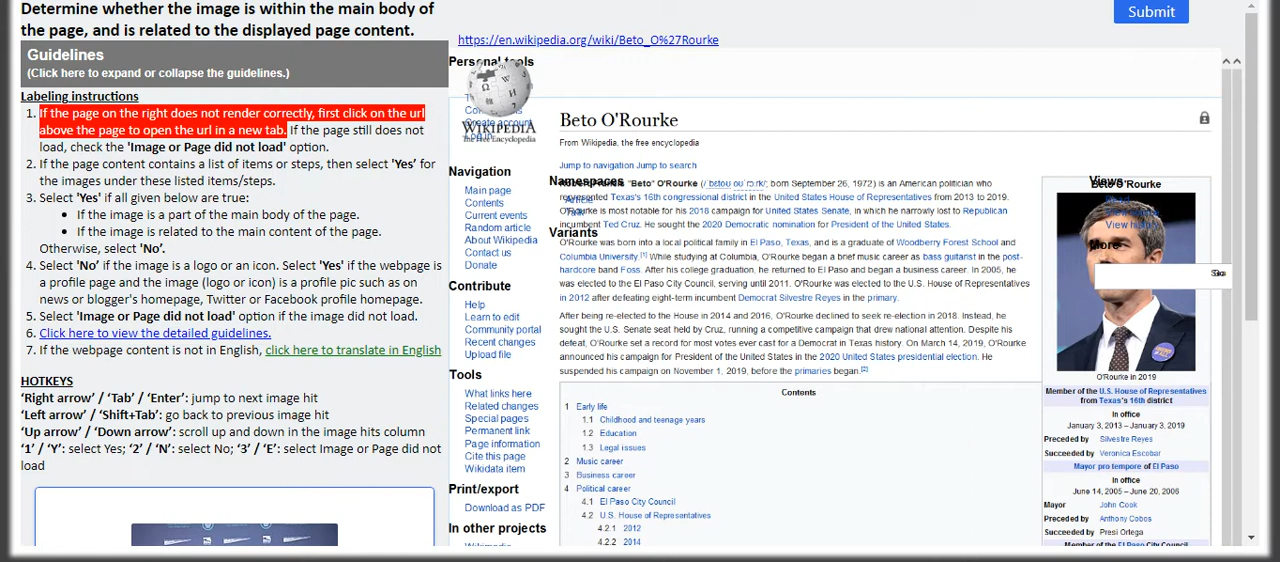 Determine whether the image is within the main body of
the page, and is related to the displayed page content.
Guidelines
(Click here to expand or collapse the guidelines.)
Labeling instructions
1. If the page on the right does not render correctly, first click on the url
above the page to open the url in a new tab. If the page still does not
load, check the 'Image or Page did not load' option.
2. If the page content contains a list of items or steps, then select 'Yes' for
the images under these listed items/steps.
3. Select 'Yes' if all given below are true:
• If the image is a part of the main body of the page.
• If the image is related to the main content of the page.
Otherwise, select 'No'.
4. Select 'No' if the image is a logo or an icon. Select 'Yes' if the webpage is
a profile page and the image (logo or icon) is a profile pic such as on
news or blogger's homepage, Twitter or Facebook profile homepage.
5. Select 'Image or Page did not load' option if the image did not load.
6. Click here to view the detailed guidelines.
7. If the webpage content is not in English, click here to translate in English
HOTKEYS
'Right arrow' / 'Tab' / 'Enter': jump to next image hit
'Left arrow' / 'Shift+Tab': go back to previous image hit
'Up arrow' / 'Down arrow': scroll up and down in the image hits column
'1' / 'Y': select Yes; '2' / 'N': select No; '3' / 'E': select Image or Page did not
load
Submit
https://en.wikipedia.org/wiki/Beto_O%27Rourke
Personal tools
Create account
WIKIPEDIA
The Free Encyclopedia
Navigation
Main page
Contents
Current events
Random article
About Wikipedia
Contact us
Donate
Contribute
Help
Learn to edit
Community portal
Recent changes
Upload file
Tools
What links here
Related changes
Special pages
Permanent link
Page information
Cite this page
Wikidata item
Print/export
Download as PDF
In other projects
Beto O'Rourke
From Wikipedia, the free encyclopedia
Jump to navigation Jump to search
Namespaces
Variants
"Beto" O'Rourke born September 26, 1972) is an American politician who
represented Texas's 16th congressional district in the United States House of Representatives from 2013 to 2019.
O'Rourke is most notable for his 2018 campaign for United States Senate, in which he narrowly lost to Republican
incumbent Ted Cruz. He sought the 2020 Democratic nomination for President of the United States.
O'Rourke was born into a local political family in El Paso, Texas, and is a graduate of Woodberry Forest School and
Columbia University.[1] While studying at Columbia, O'Rourke began a brief music career as bass guitarist in the post-
hardcore band Foss. After his college graduation, he returned to El Paso and began a business career. In 2005, he
was elected to the El Paso City Council, serving until 2011. O'Rourke was elected to the U.S. House of Representatives
in 2012 after defeating eight-term incumbent Democrat Silvestre Reyes in the primary.
After being re-elected to the House in 2014 and 2016, O'Rourke declined to seek re-election in 2018. Instead, he
sought the U.S. Senate seat held by Cruz, running a competitive campaign that drew national attention. Despite his
defeat, O'Rourke set a record for most votes ever cast for a Democrat in Texas history. On March 14, 2019, O'Rourke
announced his campaign for President of the United States in the 2020 United States presidential election. He
suspended his campaign on November 1, 2019, before the primaries began.[2]
Contents
1 Early life
1.1 Childhood and teenage years
1.2 Education
1.3 Legal issues
2 Music career
3 Business career
4 Political career
4.1 El Paso City Council
4.2 U.S. House of Representatives
4.2.1 2012
4.2.2 2014
Views
Beto O'Rourke
View history
More
O'Rourke in 2019
Member of the U.S. House of Representatives
from Texas's 16th district
In office
January 3, 2013 – January 3, 2019
Preceded by Silvestre Reyes
Succeeded by Veronica Escobar
Mayor pro tempore of El Paso
In office
June 14, 2005 – June 20, 2006
Mayor John Cook
Preceded by Anthony Cobos
Succeeded by Presi Ortega
Member of the El Paso City Council